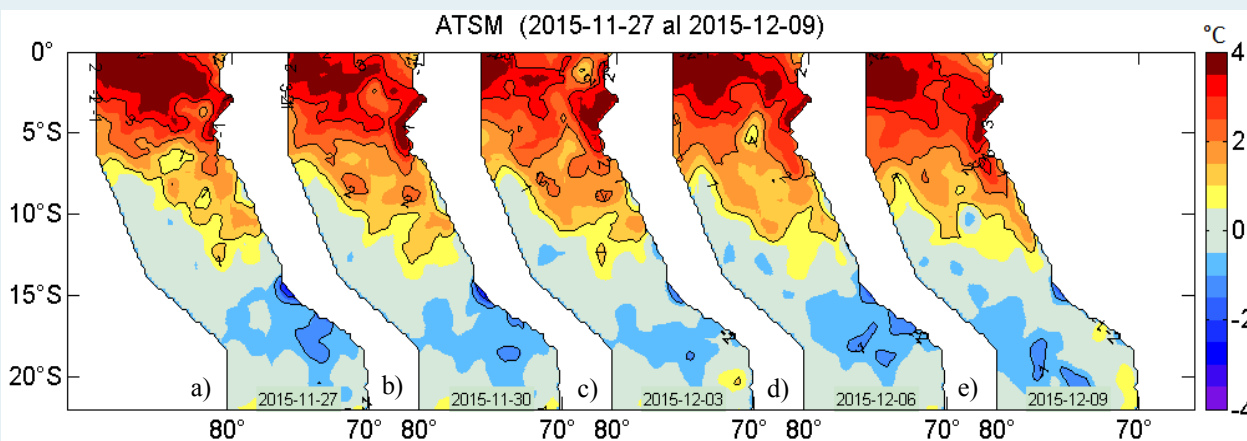 ATSM (2015-11-27 al 2015-12-09)
°C
0°
5°S
10°S
15°S
20°S
a) 2015-11-27
b) 2015-11-30
c) 2015-12-03
d) 2015-12-06
e) 2015-12-09
80° 70° 80° 70° 80° 70° 80° 70° 80° 70°
4
2
0
-2
-4